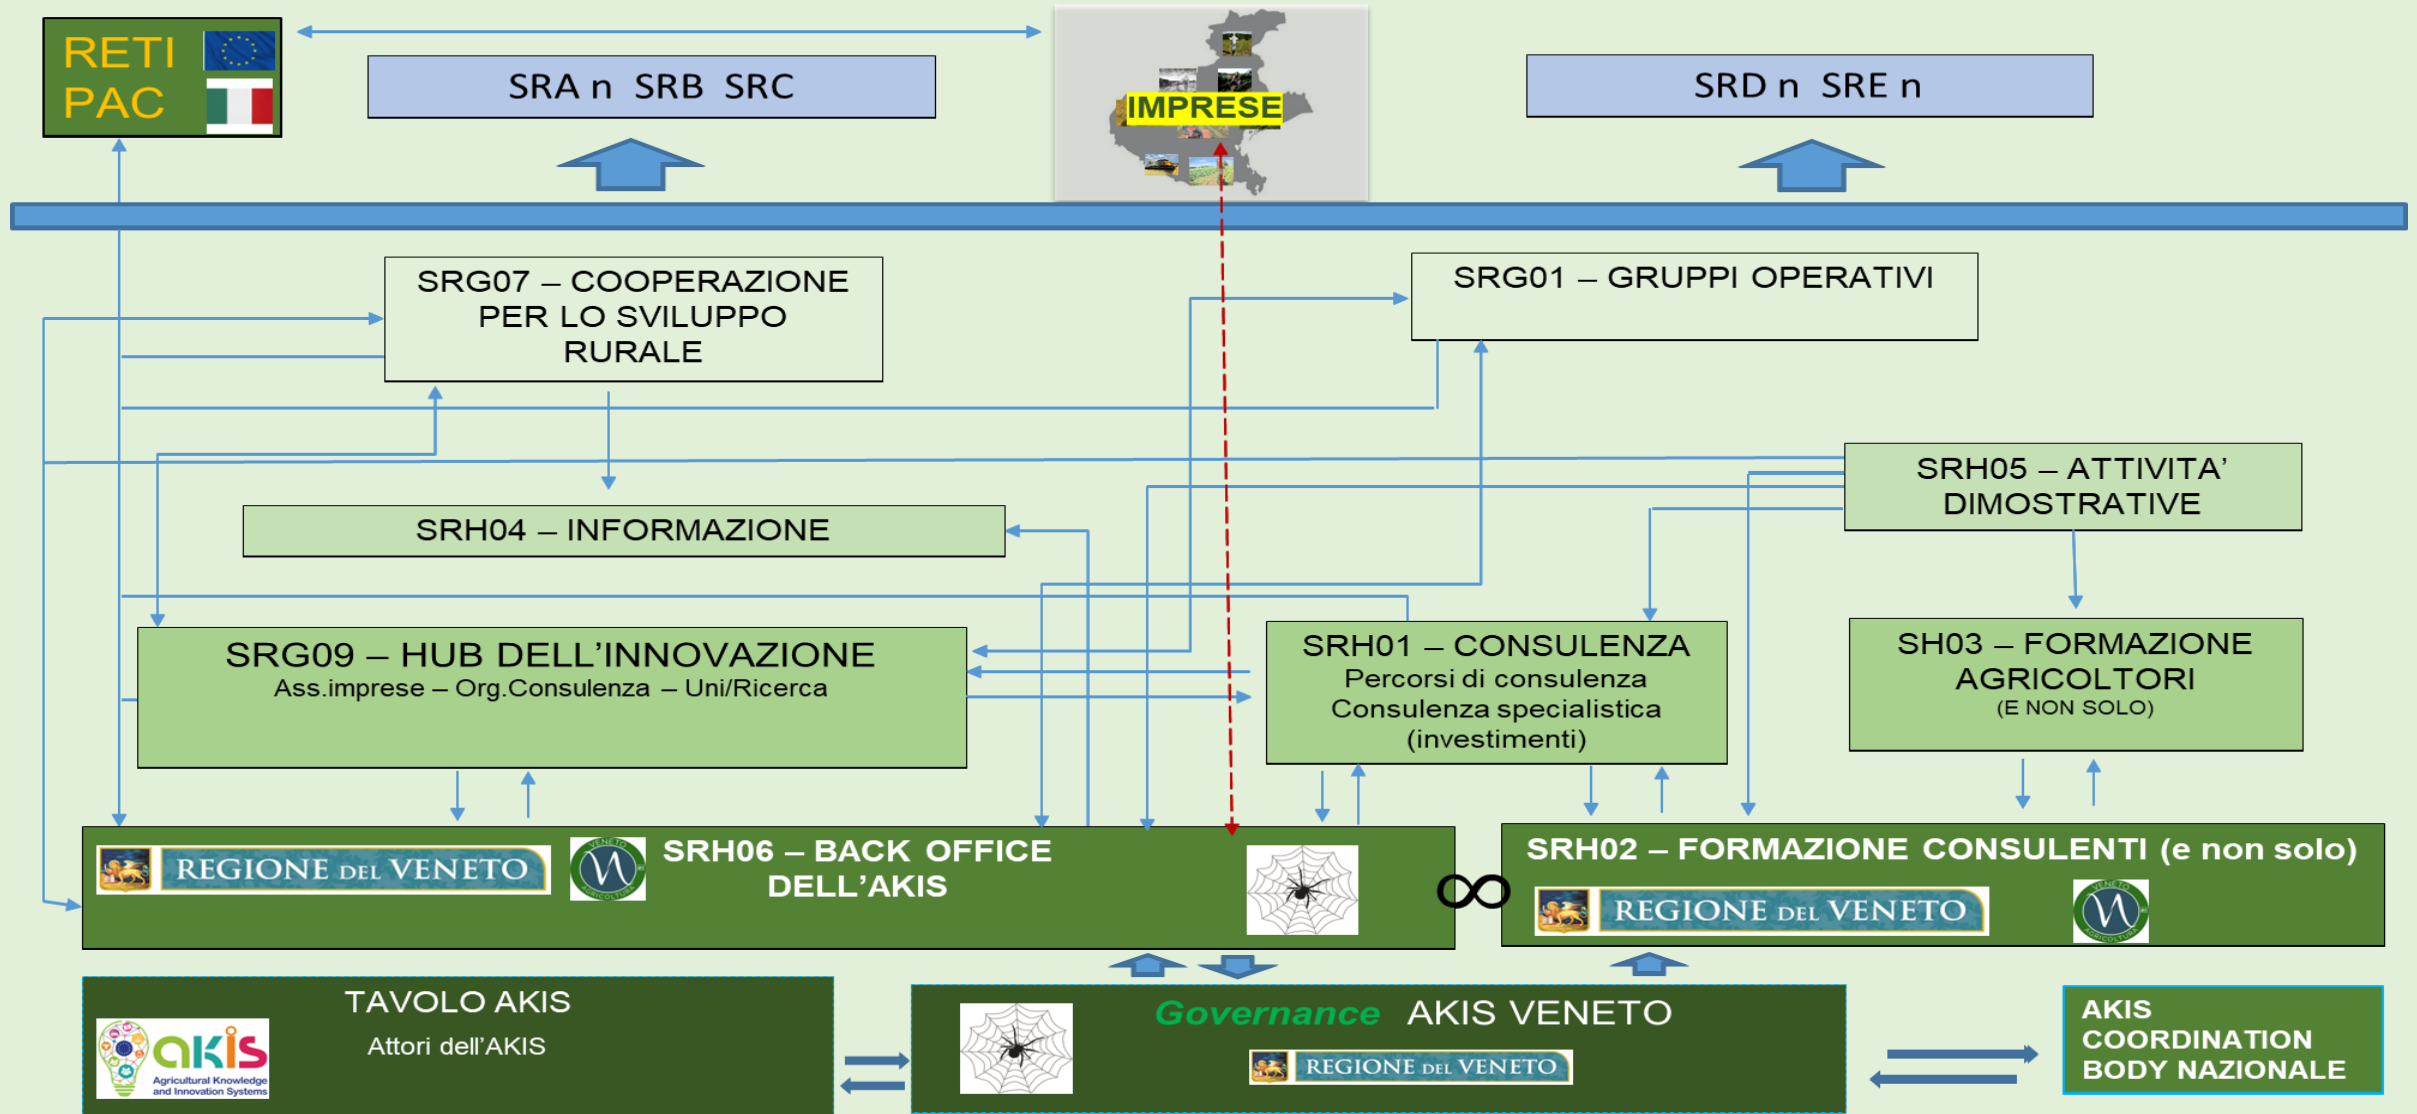 RETI
PAC
SRA n SRB SRC
IMPRESE
SRD n SRE n
SRG07 – COOPERAZIONE
PER LO SVILUPPO
RURALE
SRG01 – GRUPPI OPERATIVI
SRH05 – ATTIVITA’
DIMOSTRATIVE
SRH04 – INFORMAZIONE
SRG09 – HUB DELL’INNOVAZIONE
Ass.imprese – Org.Consulenza – Uni/Ricerca
SRH01 – CONSULENZA
Percorsi di consulenza
Consulenza specialistica
(investimenti)
SH03 – FORMAZIONE
AGRICOLTORI
(E NON SOLO)
REGIONE DEL VENETO
VENETO
AGRICOLTURA
SRH06 – BACK OFFICE
DELL’AKIS
∞
SRH02 – FORMAZIONE CONSULENTI (e non solo)
REGIONE DEL VENETO
VENETO
AGRICOLTURA
TAVOLO AKIS
Attori dell’AKIS
akis
Agricultural Knowledge
and Innovation Systems
Governance AKIS VENETO
REGIONE DEL VENETO
AKIS
COORDINATION
BODY NAZIONALE